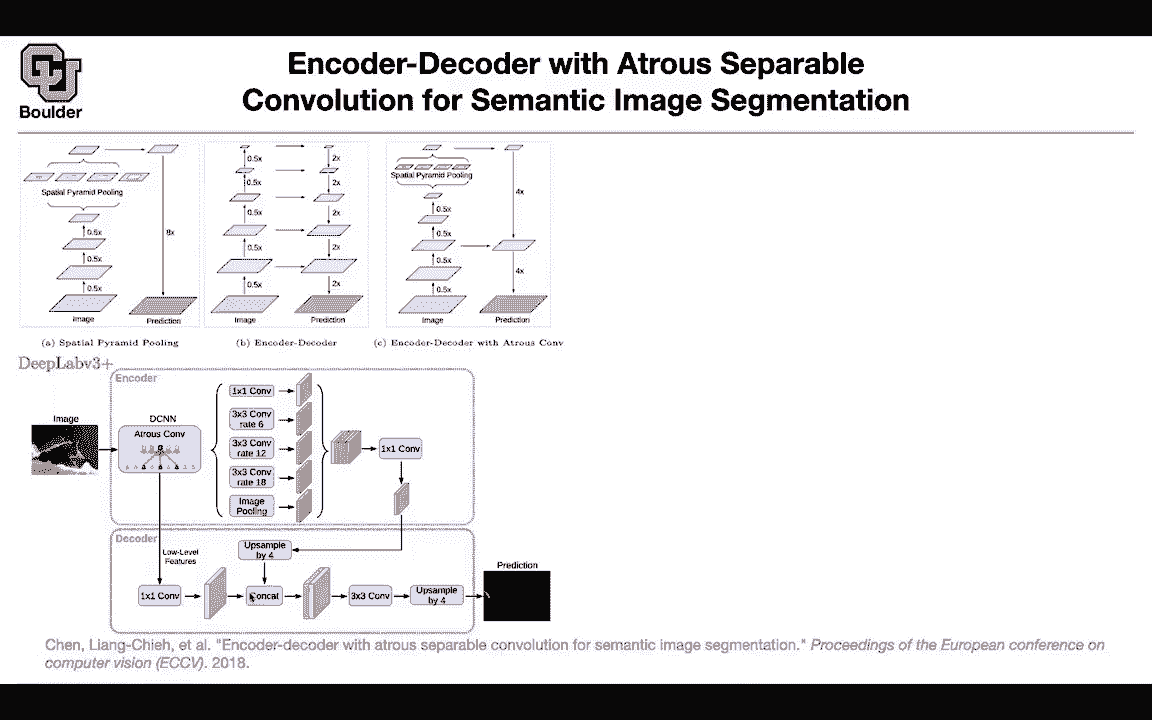 Boulder
Encoder-Decoder with Atrous Separable
Convolution for Semantic Image Segmentation
Spatial Pyramid Pooling
0.5x
0.5x
0.5x
8x
Image
Prediction
(a) Spatial Pyramid Pooling
0.5x
0.5x
0.5x
0.5x
0.5x
2x
2x
2x
2x
2x
Image
Prediction
(b) Encoder-Decoder
Spatial Pyramid Pooling
0.5x
0.5x
0.5x
0.5x
4x
4x
Image
Prediction
(c) Encoder-Decoder with Atrous Conv
DeepLabv3+
Encoder
Image
DCNN
Atrous Conv
1x1 Conv
3x3 Conv
rate 6
3x3 Conv
rate 12
3x3 Conv
rate 18
Image
Pooling
1x1 Conv
Decoder
Low-Level
Features
Upsample
by 4
1x1 Conv
Concat
3x3 Conv
Upsample
by 4
Prediction
Chen, Liang-Chieh, et al. "Encoder-decoder with atrous separable convolution for semantic image segmentation." Proceedings of the European conference on
computer vision (ECCV). 2018.